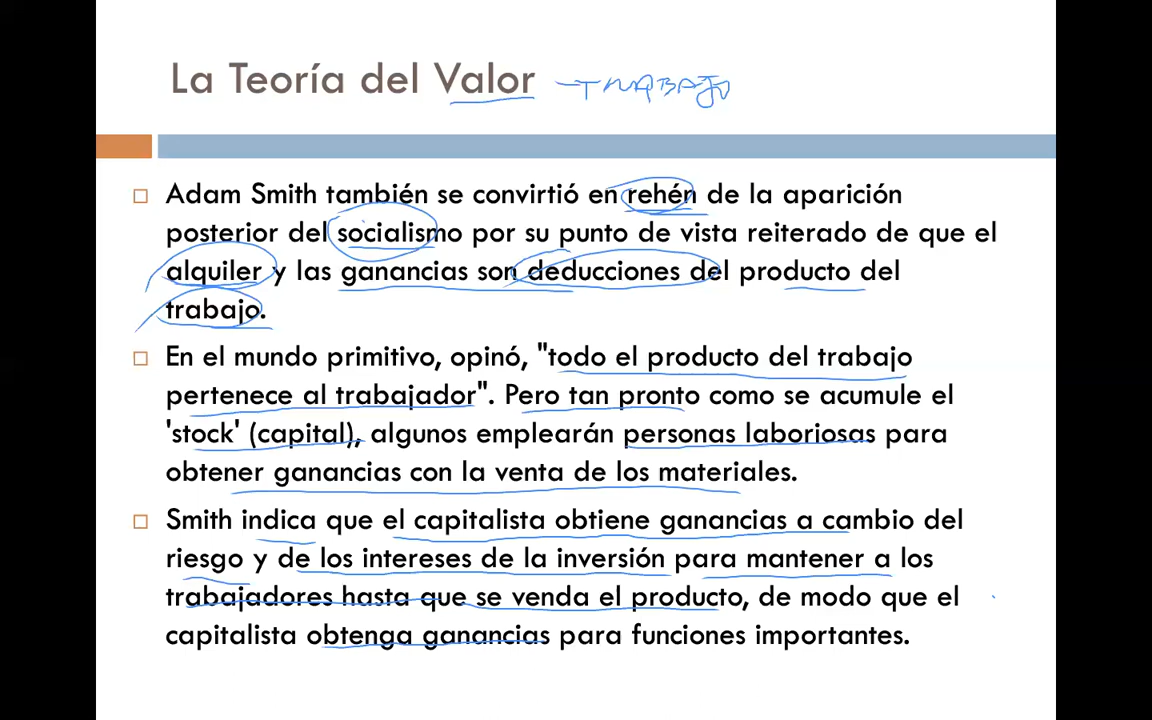 La Teoría del Valor - TRABAJO
Adam Smith también se convirtió en rehén de la aparición
posterior del socialismo por su punto de vista reiterado de que el
alquiler y las ganancias son deducciones del producto del
trabajo.
En el mundo primitivo, opinó, "todo el producto del trabajo
pertenece al trabajador". Pero tan pronto como se acumule el
'stock' (capital), algunos emplearán personas laboriosas para
obtener ganancias con la venta de los materiales.
Smith indica que el capitalista obtiene ganancias a cambio del
riesgo y de los intereses de la inversión para mantener a los
trabajadores hasta que se venda el producto, de modo que el
capitalista obtenga ganancias para funciones importantes.